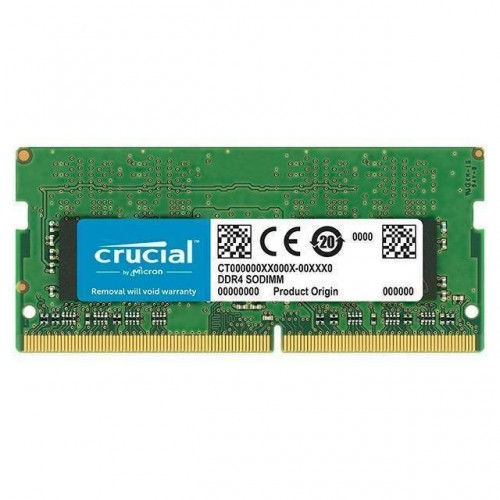 crucial
by Micron
Removal will void warranty
CE
20
0000
CT000000XX000X-00XXX0
DDR4 SODIMM
00000000 Product Origin 000000